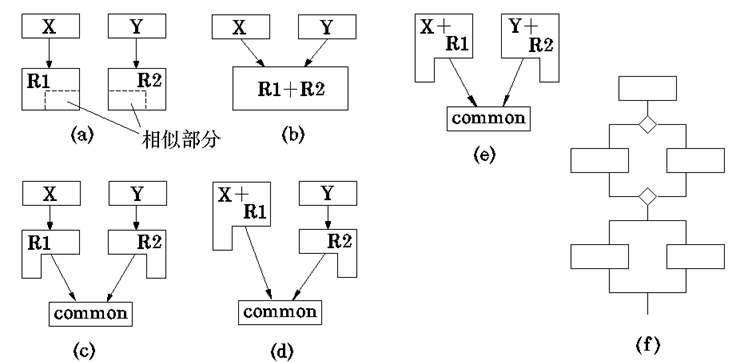 X Y
R1 R2
(a) 相似部分
X Y
R1+R2
(b)
X+
R1
Y+
R2
common
(e)
X Y
R1 R2
common
(c)
X+
R1
Y
R2
common
(d)
(f)